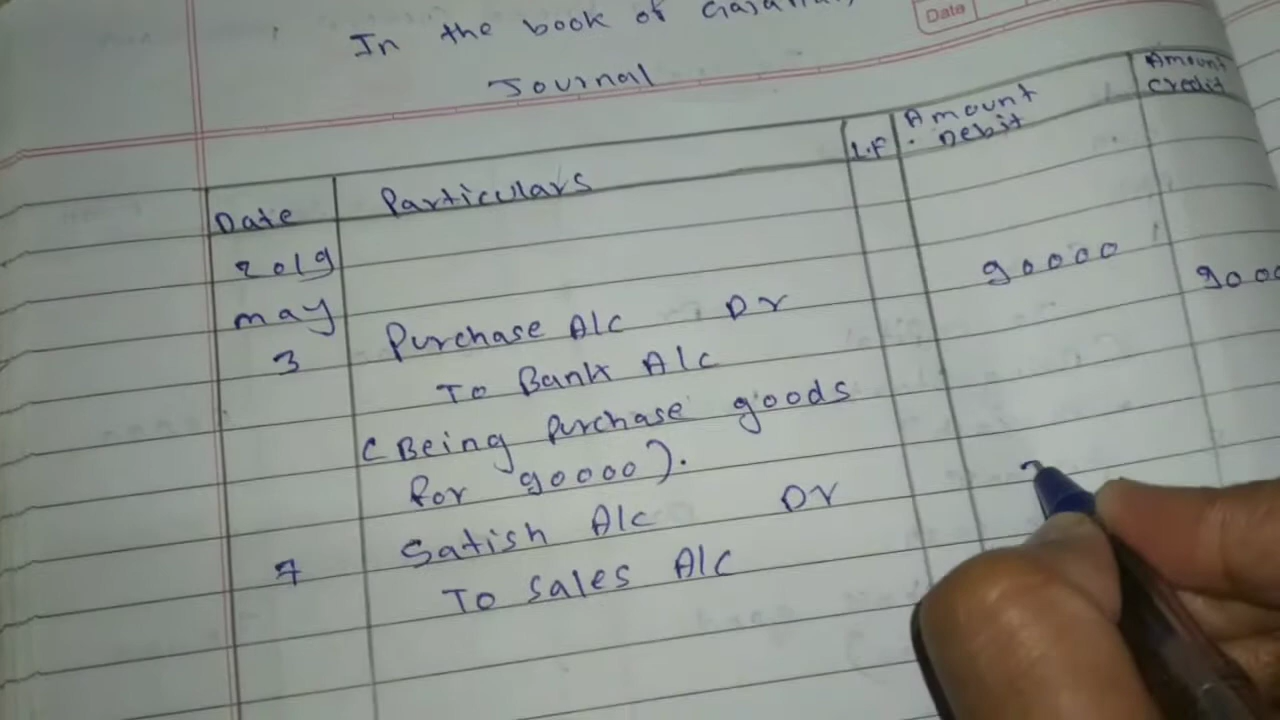 Date
In the book of
Journal
Date Particulars L.F. Amount Debit Amount credit
2019
may
3 Purchase A/c Dr 90000
To Bank A/c
(Being purchase goods
for 90000).
7 Satish A/c Dr
To Sales A/c